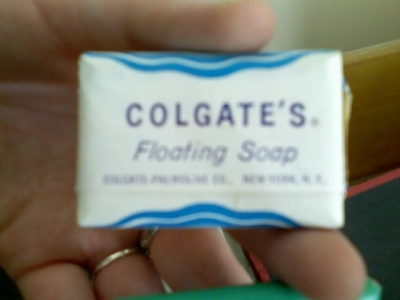 COLGATE'S®
Floating Soap
COLGATE-PALMOLIVE CO., NEW YORK, N.Y.